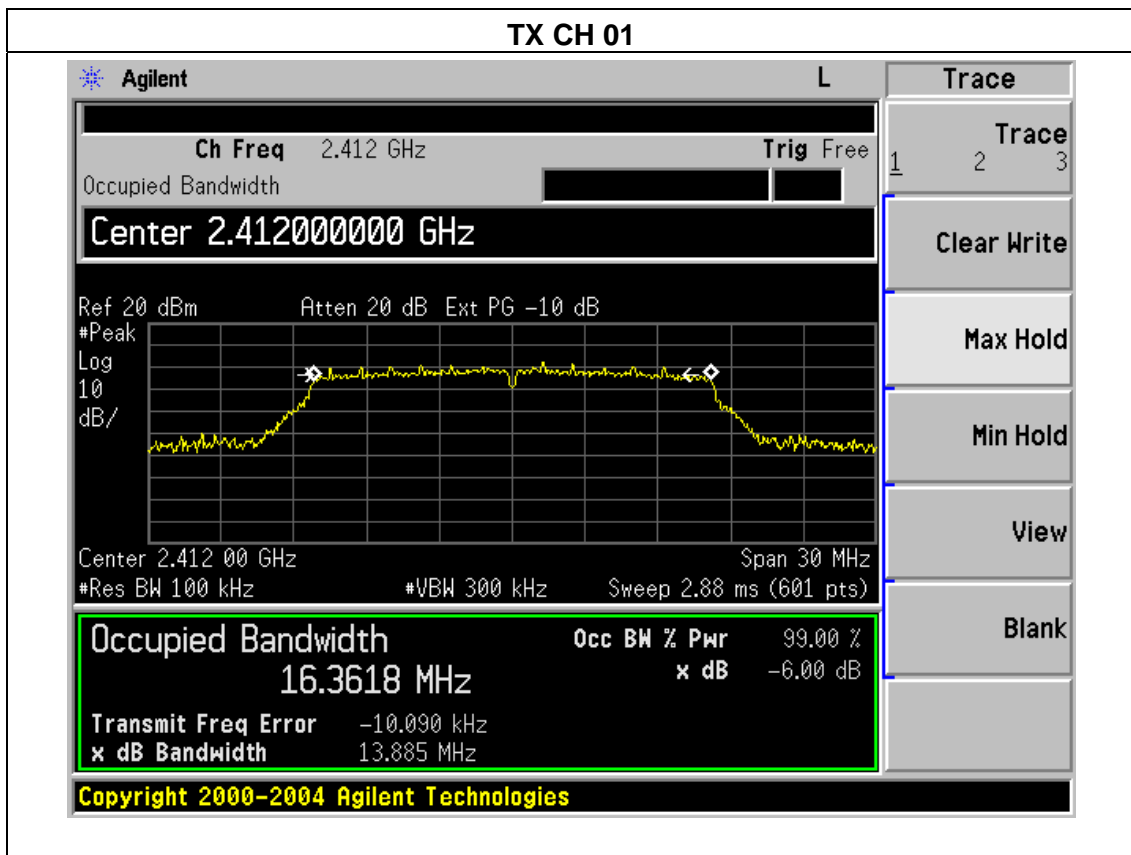 TX CH 01
Agilent L Trace
Ch Freq 2.412 GHz Trig Free
Occupied Bandwidth
Center 2.412000000 GHz
Ref 20 dBm Atten 20 dB Ext PG -10 dB
#Peak
Log
10
dB/
Center 2.412 00 GHz Span 30 MHz
#Res BW 100 kHz #VBW 300 kHz Sweep 2.88 ms (601 pts)
Occupied Bandwidth Occ BW % Pwr 99.00 %
16.3618 MHz x dB -6.00 dB
Transmit Freq Error -10.090 kHz
x dB Bandwidth 13.885 MHz
Copyright 2000-2004 Agilent Technologies
Trace
1 2 3
Clear Write
Max Hold
Min Hold
View
Blank